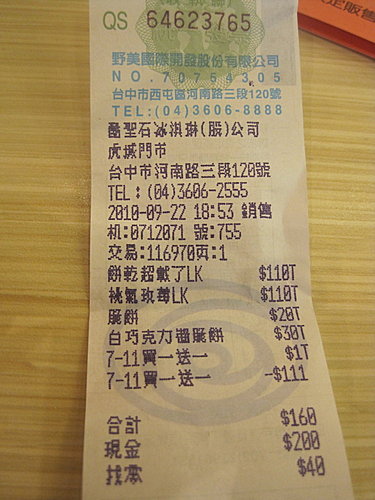 QS 64623765
野美國際開發股份有限公司
NO.70754305
台中市西屯區河南路三段120號
TEL:(04)3606-8888
酷聖石冰淇琳(股)公司
虎城門市
台中市河南路三段120號
TEL:(04)3606-2555
2010-09-22 18:53 銷售
机:0712071 號:755
交易:116970頁:1
餅乾超載了LK $110T
桃氣玫莓LK $110T
脆餅 $20T
白巧克力醬脆餅 $30T
7-11買一送一 $1T
7-11買一送一 -$111
合計 $160
現金 $200
找零 $40